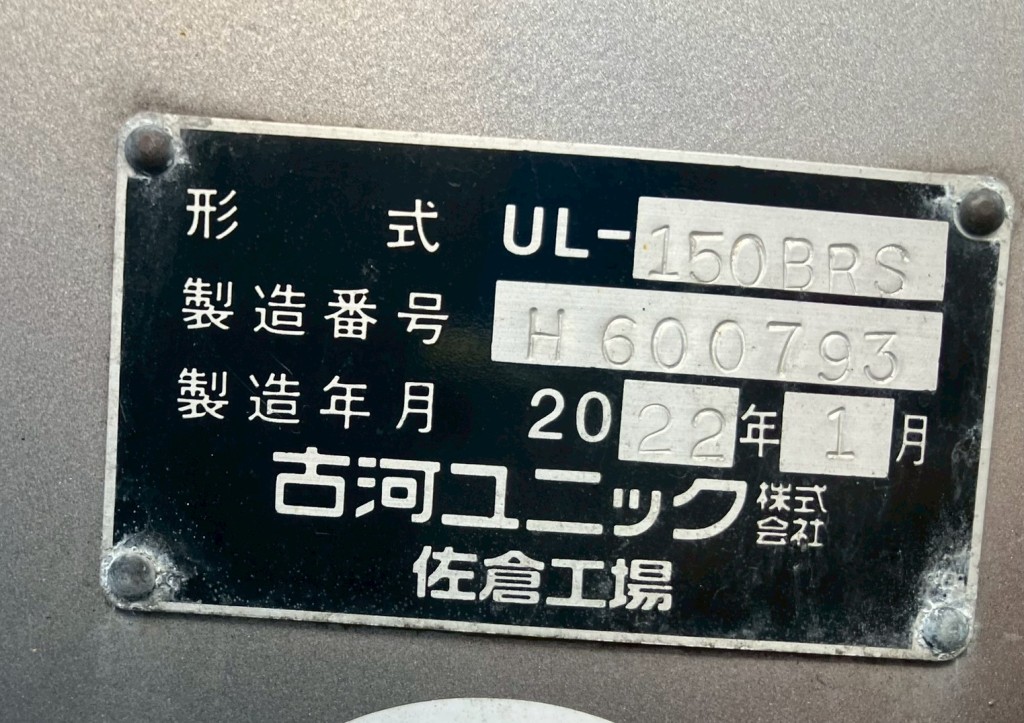 形式 UL-150BRS
製造番号 H600793
製造年月 2022年1月
古河ユニック株式会社
佐倉工場